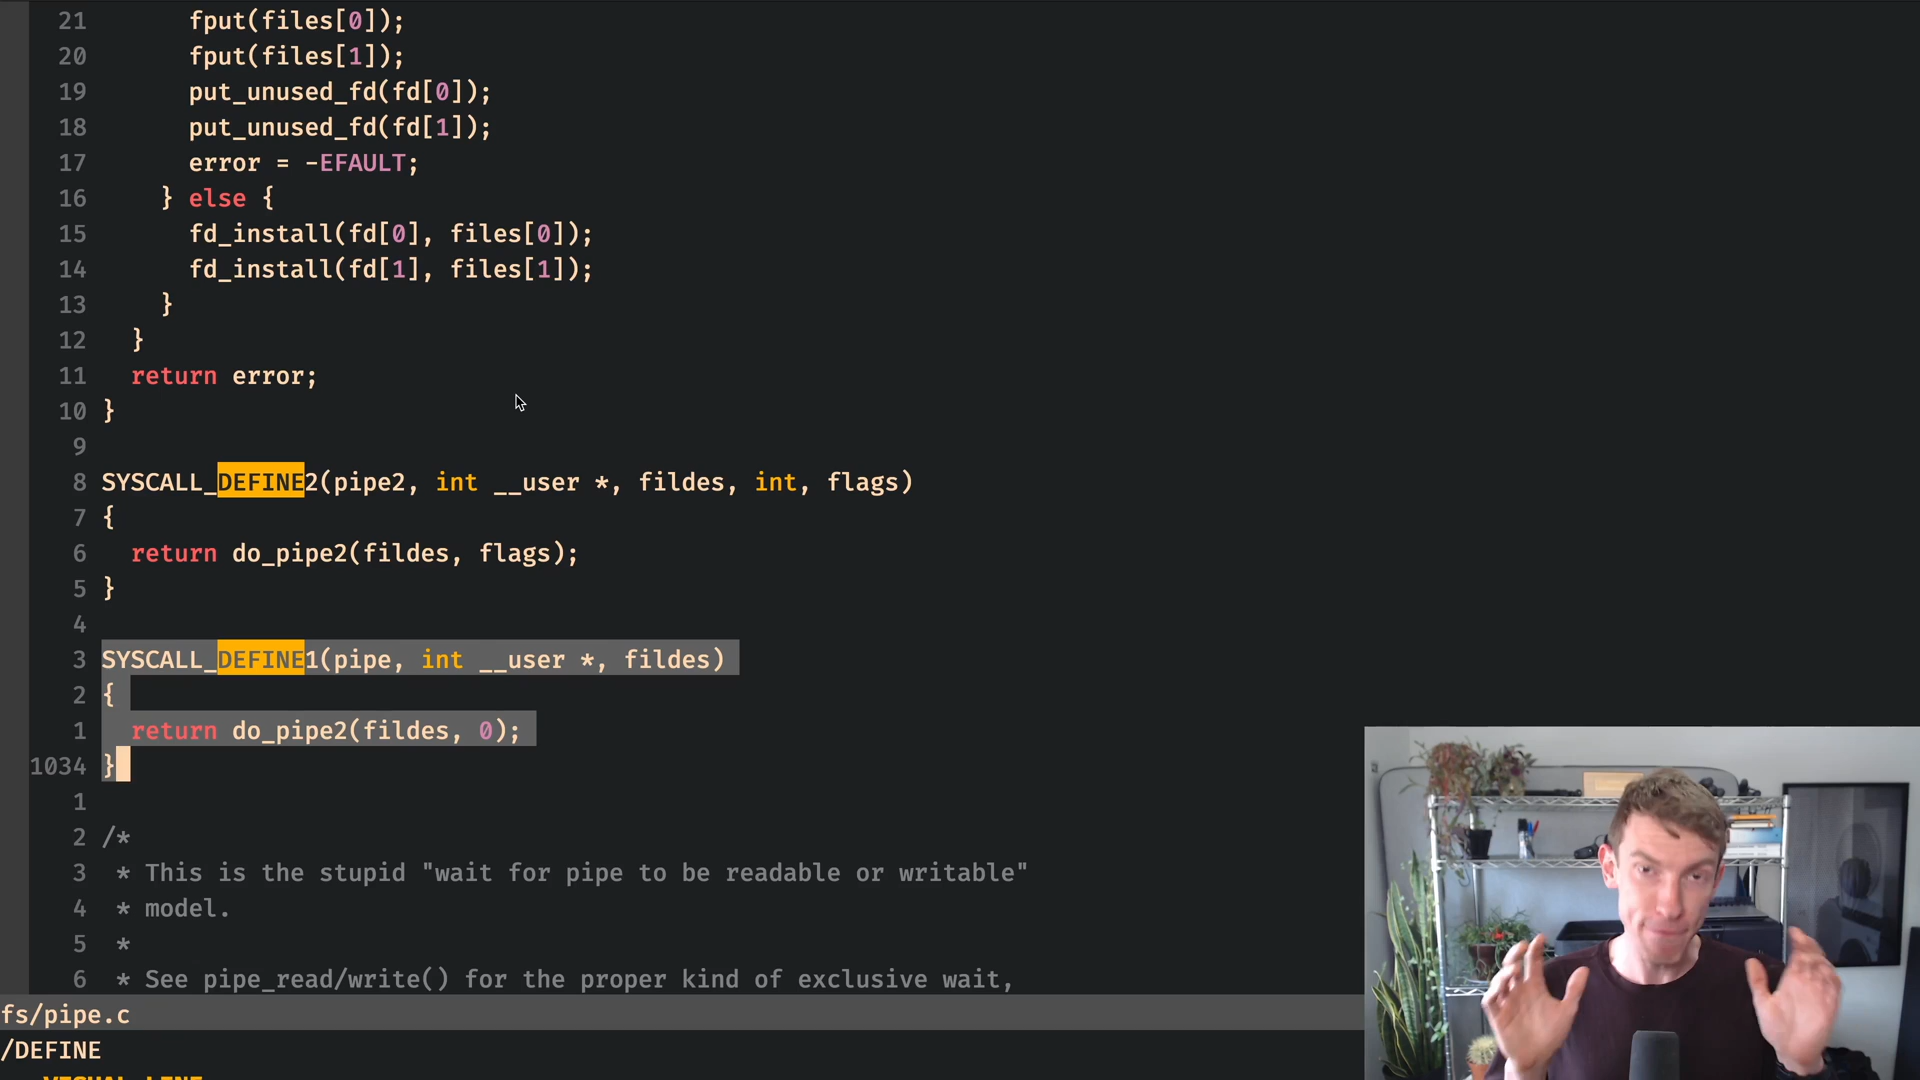 21 fput(files[0]);
20 fput(files[1]);
19 put_unused_fd(fd[0]);
18 put_unused_fd(fd[1]);
17 error = -EFAULT;
16 } else {
15 fd_install(fd[0], files[0]);
14 fd_install(fd[1], files[1]);
13 }
12 }
11 return error;
10 }
9
8 SYSCALL_DEFINE2(pipe2, int __user *, fildes, int, flags)
7 {
6 return do_pipe2(fildes, flags);
5 }
4
3 SYSCALL_DEFINE1(pipe, int __user *, fildes)
2 {
1 return do_pipe2(fildes, 0);
1034 }
1
2 /*
3 * This is the stupid "wait for pipe to be readable or writable"
4 * model.
5 *
6 * See pipe_read/write() for the proper kind of exclusive wait,
fs/pipe.c
/DEFINE
-- VISUAL LINE --